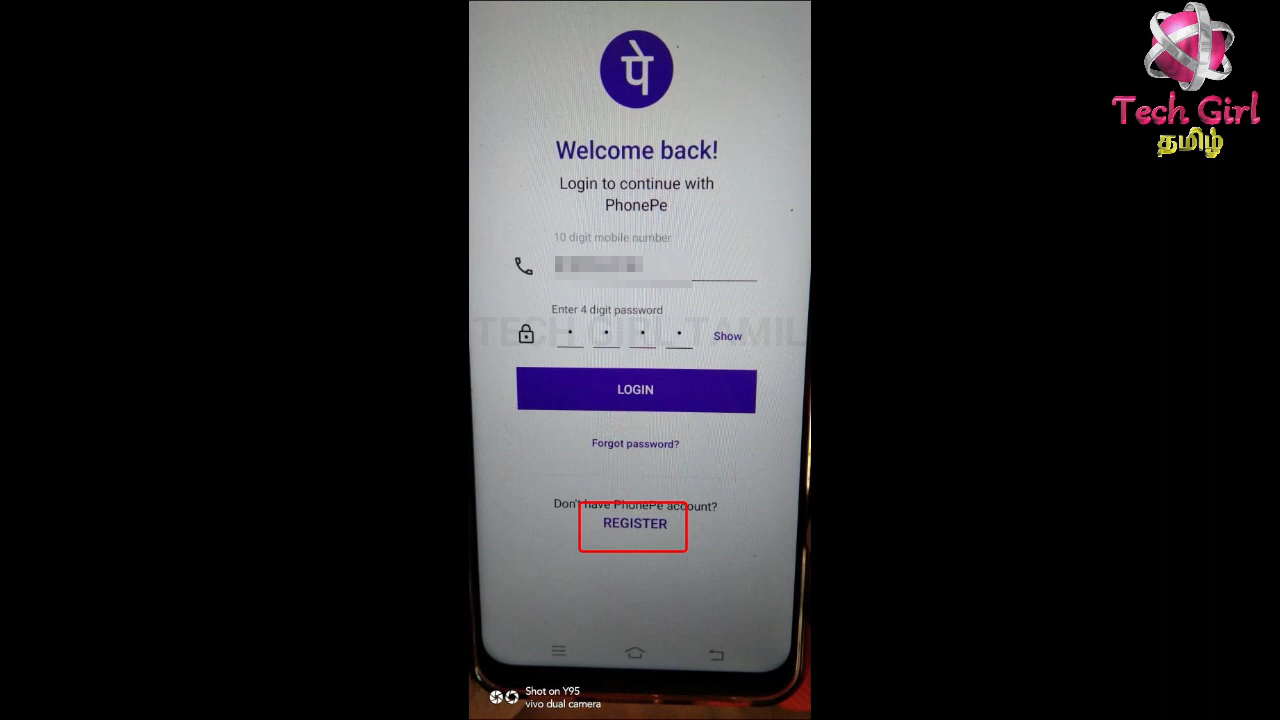 पे
Tech Girl
தமிழ்
Welcome back!
Login to continue with
PhonePe
10 digit mobile number
Enter 4 digit password
Show
TECH GIRL TAMIL
LOGIN
Forgot password?
Don't have PhonePe account?
REGISTER
Shot on Y95
vivo dual camera